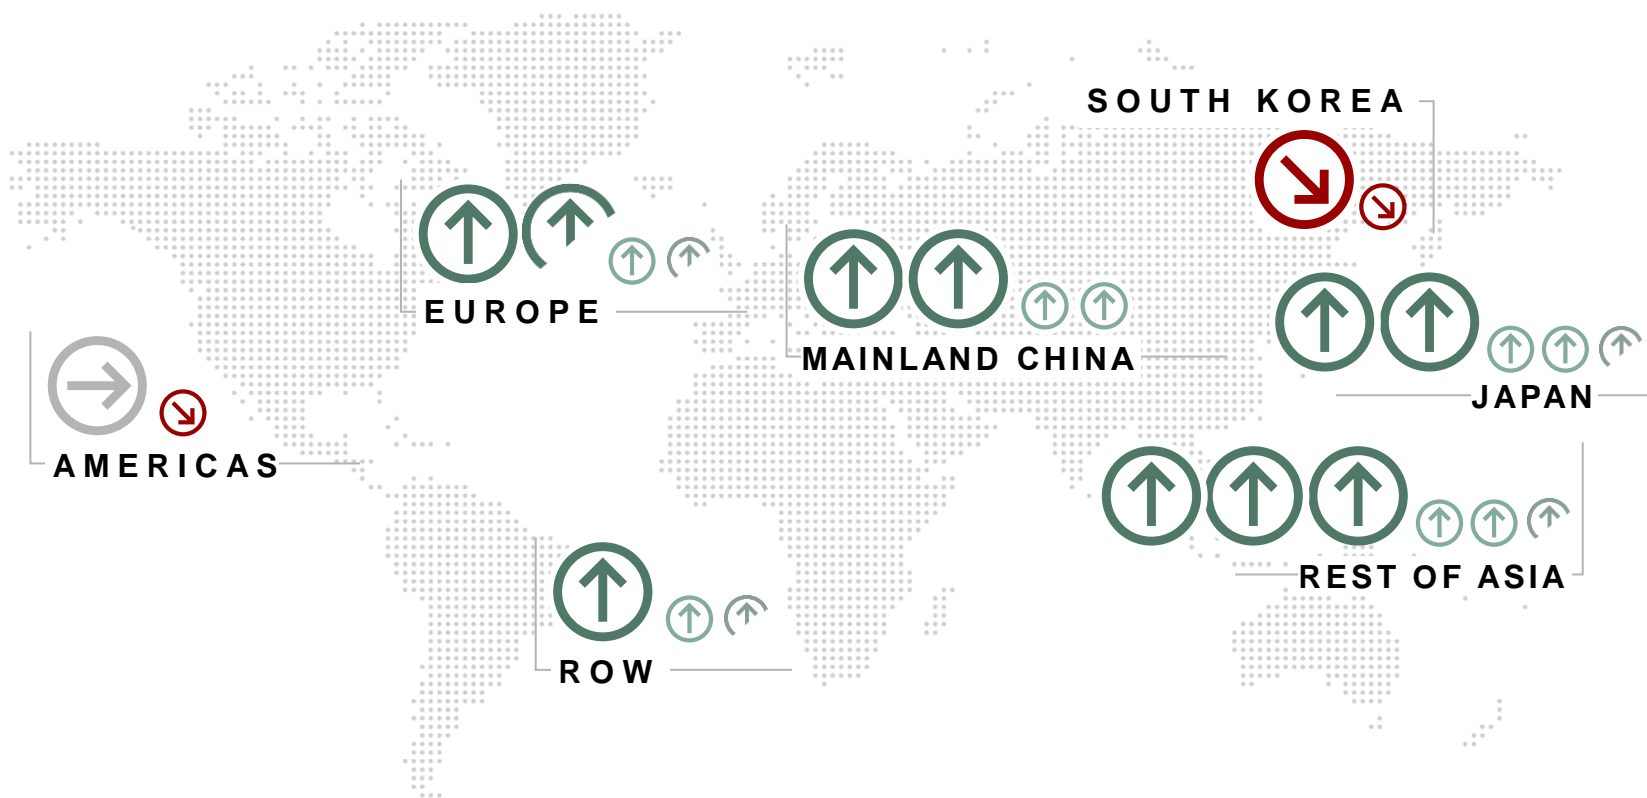 SOUTH KOREA
EUROPE
MAINLAND CHINA
JAPAN
AMERICAS
REST OF ASIA
ROW